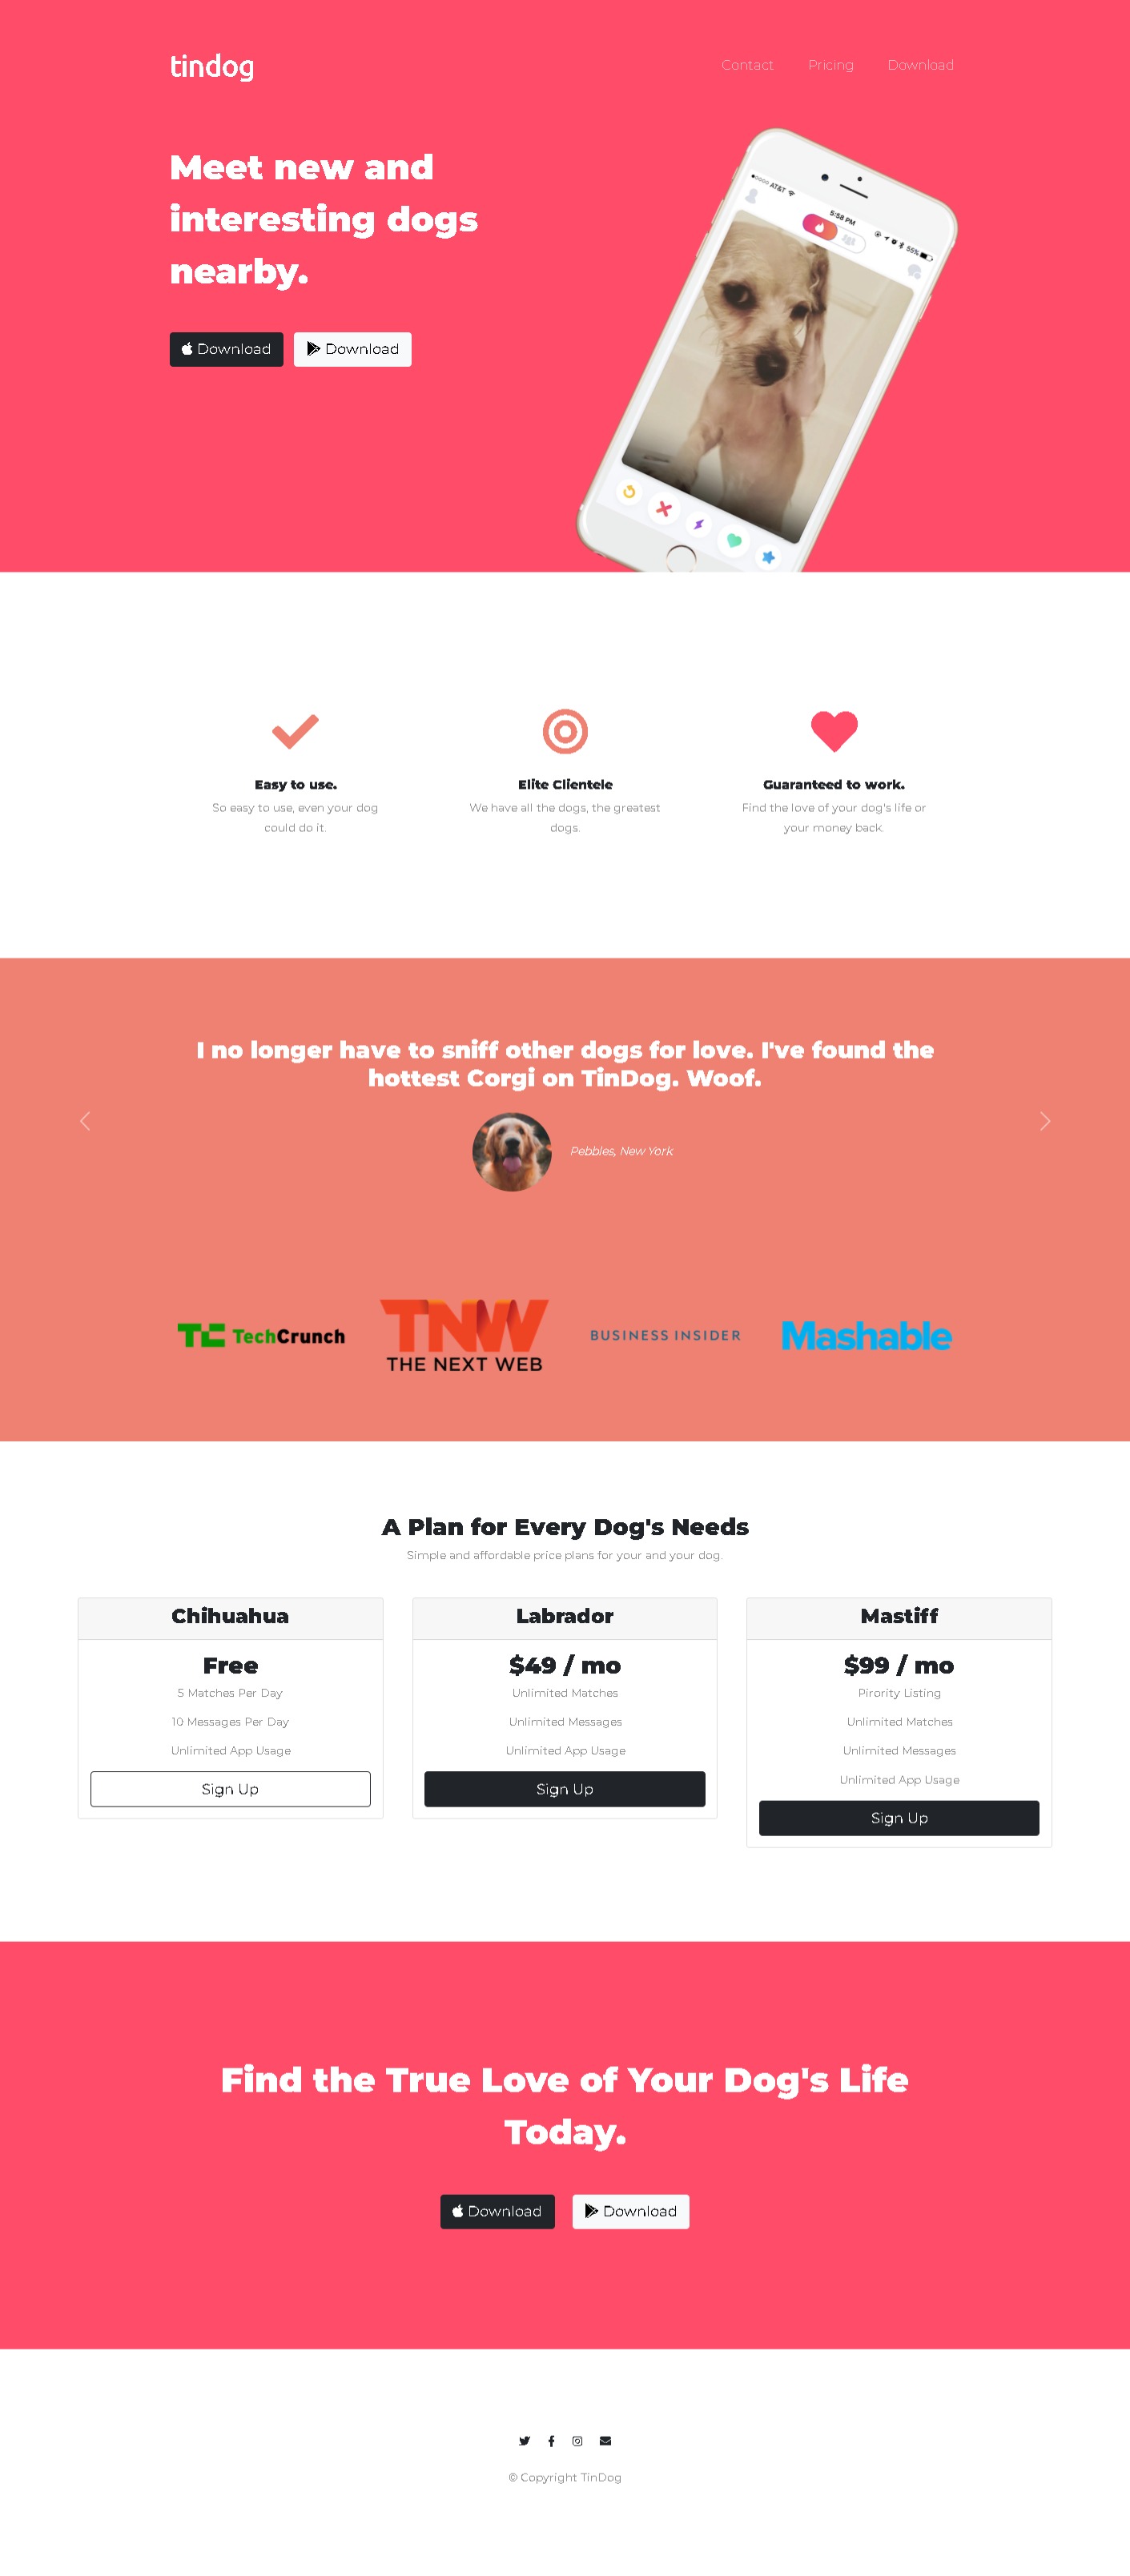 tindog
Contact Pricing Download
Meet new and
interesting dogs
nearby.
Download Download
AT&T 5:58 PM 55%
Easy to use. Elite Clientele Guaranteed to work.
So easy to use, even your dog
could do it.
We have all the dogs, the greatest
dogs.
Find the love of your dog's life or
your money back.
I no longer have to sniff other dogs for love. I've found the
hottest Corgi on TinDog. Woof.
Pebbles, New York
TC TechCrunch
TNW
THE NEXT WEB
BUSINESS INSIDER
Mashable
A Plan for Every Dog's Needs
Simple and affordable price plans for your and your dog.
Chihuahua
Free
5 Matches Per Day
10 Messages Per Day
Unlimited App Usage
Sign Up
Labrador
$49 / mo
Unlimited Matches
Unlimited Messages
Unlimited App Usage
Sign Up
Mastiff
$99 / mo
Pirority Listing
Unlimited Matches
Unlimited Messages
Unlimited App Usage
Sign Up
Find the True Love of Your Dog's Life
Today.
Download Download
© Copyright TinDog